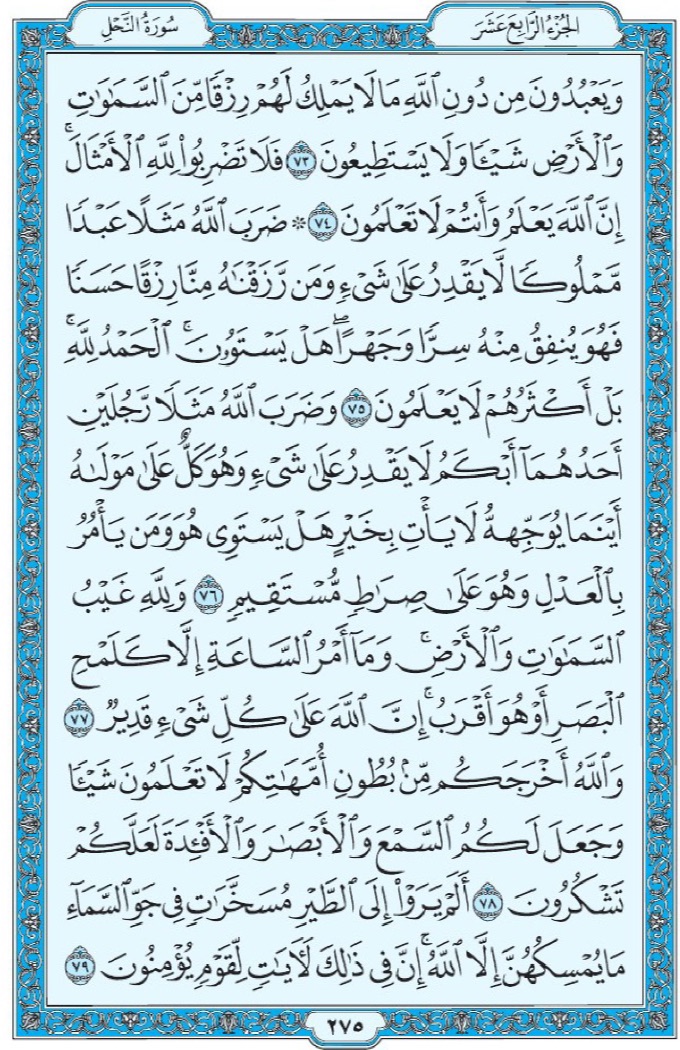 الجزء الرابع عشر
سورة النحل
وَيَعْبُدُونَ مِن دُونِ ٱللَّهِ مَا لَا يَمْلِكُ لَهُمْ رِزْقًا مِّنَ ٱلسَّمَٰوَٰتِ
وَٱلْأَرْضِ شَيْـًٔا وَلَا يَسْتَطِيعُونَ ٧٣ فَلَا تَضْرِبُوا۟ لِلَّهِ ٱلْأَمْثَالَ ۚ
إِنَّ ٱللَّهَ يَعْلَمُ وَأَنتُمْ لَا تَعْلَمُونَ ٧٤ * ضَرَبَ ٱللَّهُ مَثَلًا عَبْدًا
مَّمْلُوكًا لَّا يَقْدِرُ عَلَىٰ شَىْءٍ وَمَن رَّزَقْنَٰهُ مِنَّا رِزْقًا حَسَنًا
فَهُوَ يُنفِقُ مِنْهُ سِرًّا وَجَهْرًا ۖ هَلْ يَسْتَوُۥنَ ۚ ٱلْحَمْدُ لِلَّهِ ۚ
بَلْ أَكْثَرُهُمْ لَا يَعْلَمُونَ ٧٥ وَضَرَبَ ٱللَّهُ مَثَلًا رَّجُلَيْنِ
أَحَدُهُمَآ أَبْكَمُ لَا يَقْدِرُ عَلَىٰ شَىْءٍ وَهُوَ كَلٌّ عَلَىٰ مَوْلَىٰهُ
أَيْنَمَا يُوَجِّههُّ لَا يَأْتِ بِخَيْرٍ هَلْ يَسْتَوِى هُوَ وَمَن يَأْمُرُ
بِٱلْعَدْلِ وَهُوَ عَلَىٰ صِرَٰطٍ مُّسْتَقِيمٍ ٧٦ وَلِلَّهِ غَيْبُ
ٱلسَّمَٰوَٰتِ وَٱلْأَرْضِ ۚ وَمَآ أَمْرُ ٱلسَّاعَةِ إِلَّا كَلَمْحِ
ٱلْبَصَرِ أَوْ هُوَ أَقْرَبُ ۚ إِنَّ ٱللَّهَ عَلَىٰ كُلِّ شَىْءٍ قَدِيرٌ ٧٧
وَٱللَّهُ أَخْرَجَكُم مِّنۢ بُطُونِ أُمَّهَٰتِكُمْ لَا تَعْلَمُونَ شَيْـًٔا
وَجَعَلَ لَكُمُ ٱلسَّمْعَ وَٱلْأَبْصَٰرَ وَٱلْأَفْـِٔدَةَ لَعَلَّكُمْ
تَشْكُرُونَ ٧٨ أَلَمْ يَرَوْا۟ إِلَى ٱلطَّيْرِ مُسَخَّرَٰتٍ فِى جَوِّ ٱلسَّمَآءِ
مَا يُمْسِكُهُنَّ إِلَّا ٱللَّهُ ۗ إِنَّ فِى ذَٰلِكَ لَءَايَٰتٍ لِّقَوْمٍ يُؤْمِنُونَ ٧٩
٢٧٥